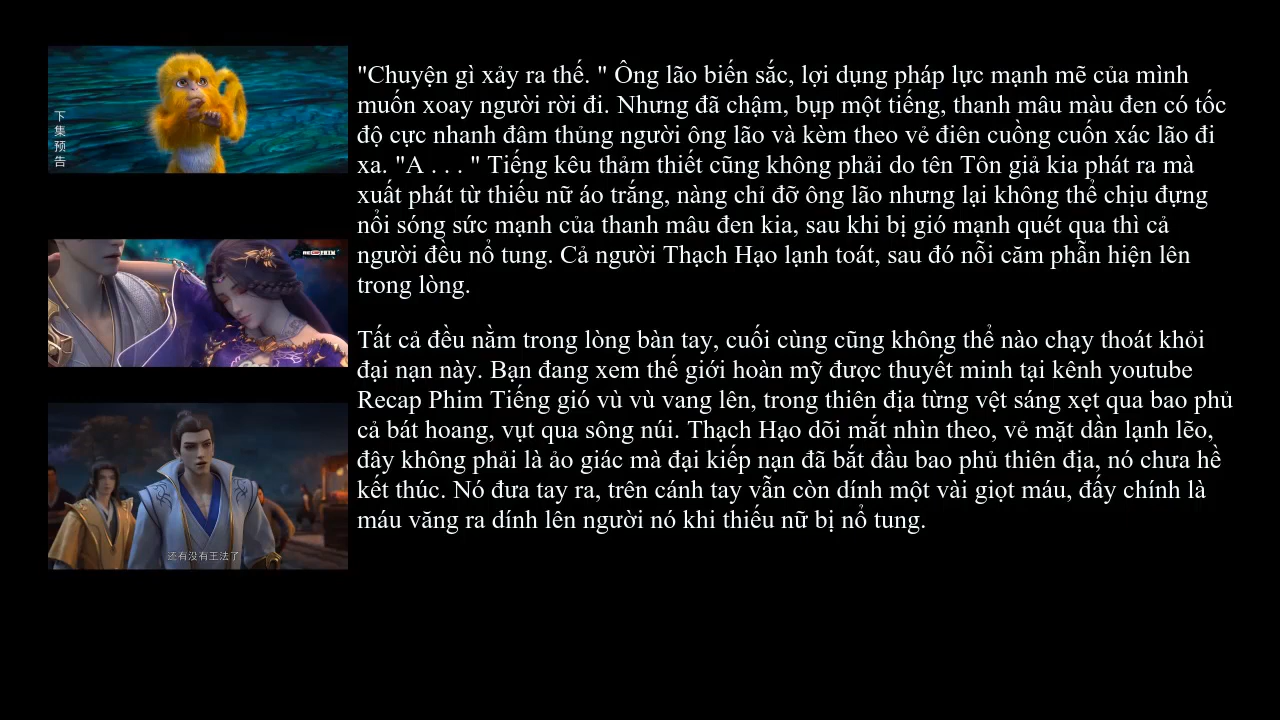 下集预告
"Chuyện gì xảy ra thế. " Ông lão biến sắc, lợi dụng pháp lực mạnh mẽ của mình
muốn xoay người rời đi. Nhưng đã chậm, bụp một tiếng, thanh mâu màu đen có tốc
độ cực nhanh đâm thủng người ông lão và kèm theo vẻ điên cuồng cuốn xác lão đi
xa. "A . . . " Tiếng kêu thảm thiết cũng không phải do tên Tôn giả kia phát ra mà
xuất phát từ thiếu nữ áo trắng, nàng chỉ đỡ ông lão nhưng lại không thể chịu đựng
nổi sóng sức mạnh của thanh mâu đen kia, sau khi bị gió mạnh quét qua thì cả
người đều nổ tung. Cả người Thạch Hạo lạnh toát, sau đó nỗi căm phẫn hiện lên
trong lòng.
Tất cả đều nằm trong lòng bàn tay, cuối cùng cũng không thể nào chạy thoát khỏi
đại nạn này. Bạn đang xem thế giới hoàn mỹ được thuyết minh tại kênh youtube
Recap Phim Tiếng gió vù vù vang lên, trong thiên địa từng vệt sáng xẹt qua bao phủ
cả bát hoang, vụt qua sông núi. Thạch Hạo dõi mắt nhìn theo, vẻ mặt dần lạnh lẽo,
đây không phải là ảo giác mà đại kiếp nạn đã bắt đầu bao phủ thiên địa, nó chưa hề
kết thúc. Nó đưa tay ra, trên cánh tay vẫn còn dính một vài giọt máu, đấy chính là
máu văng ra dính lên người nó khi thiếu nữ bị nổ tung.
还有没有王法了